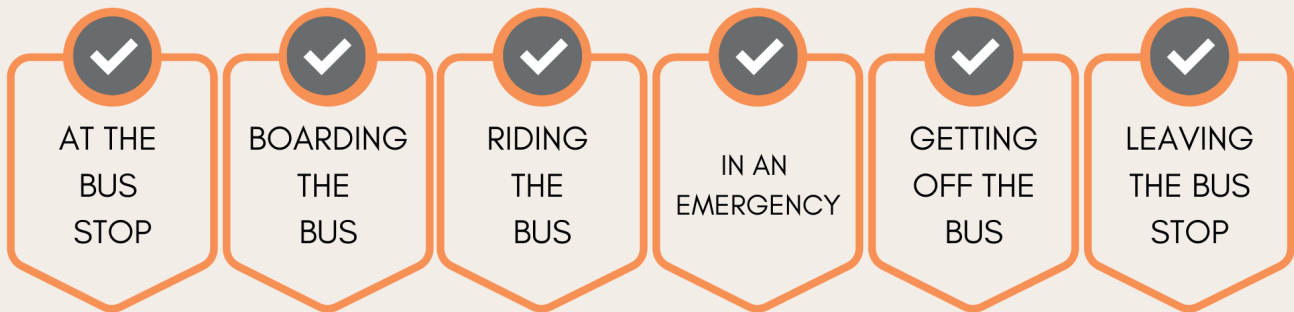 AT THE
BUS
STOP
BOARDING
THE
BUS
RIDING
THE
BUS
IN AN
EMERGENCY
GETTING
OFF THE
BUS
LEAVING
THE BUS
STOP